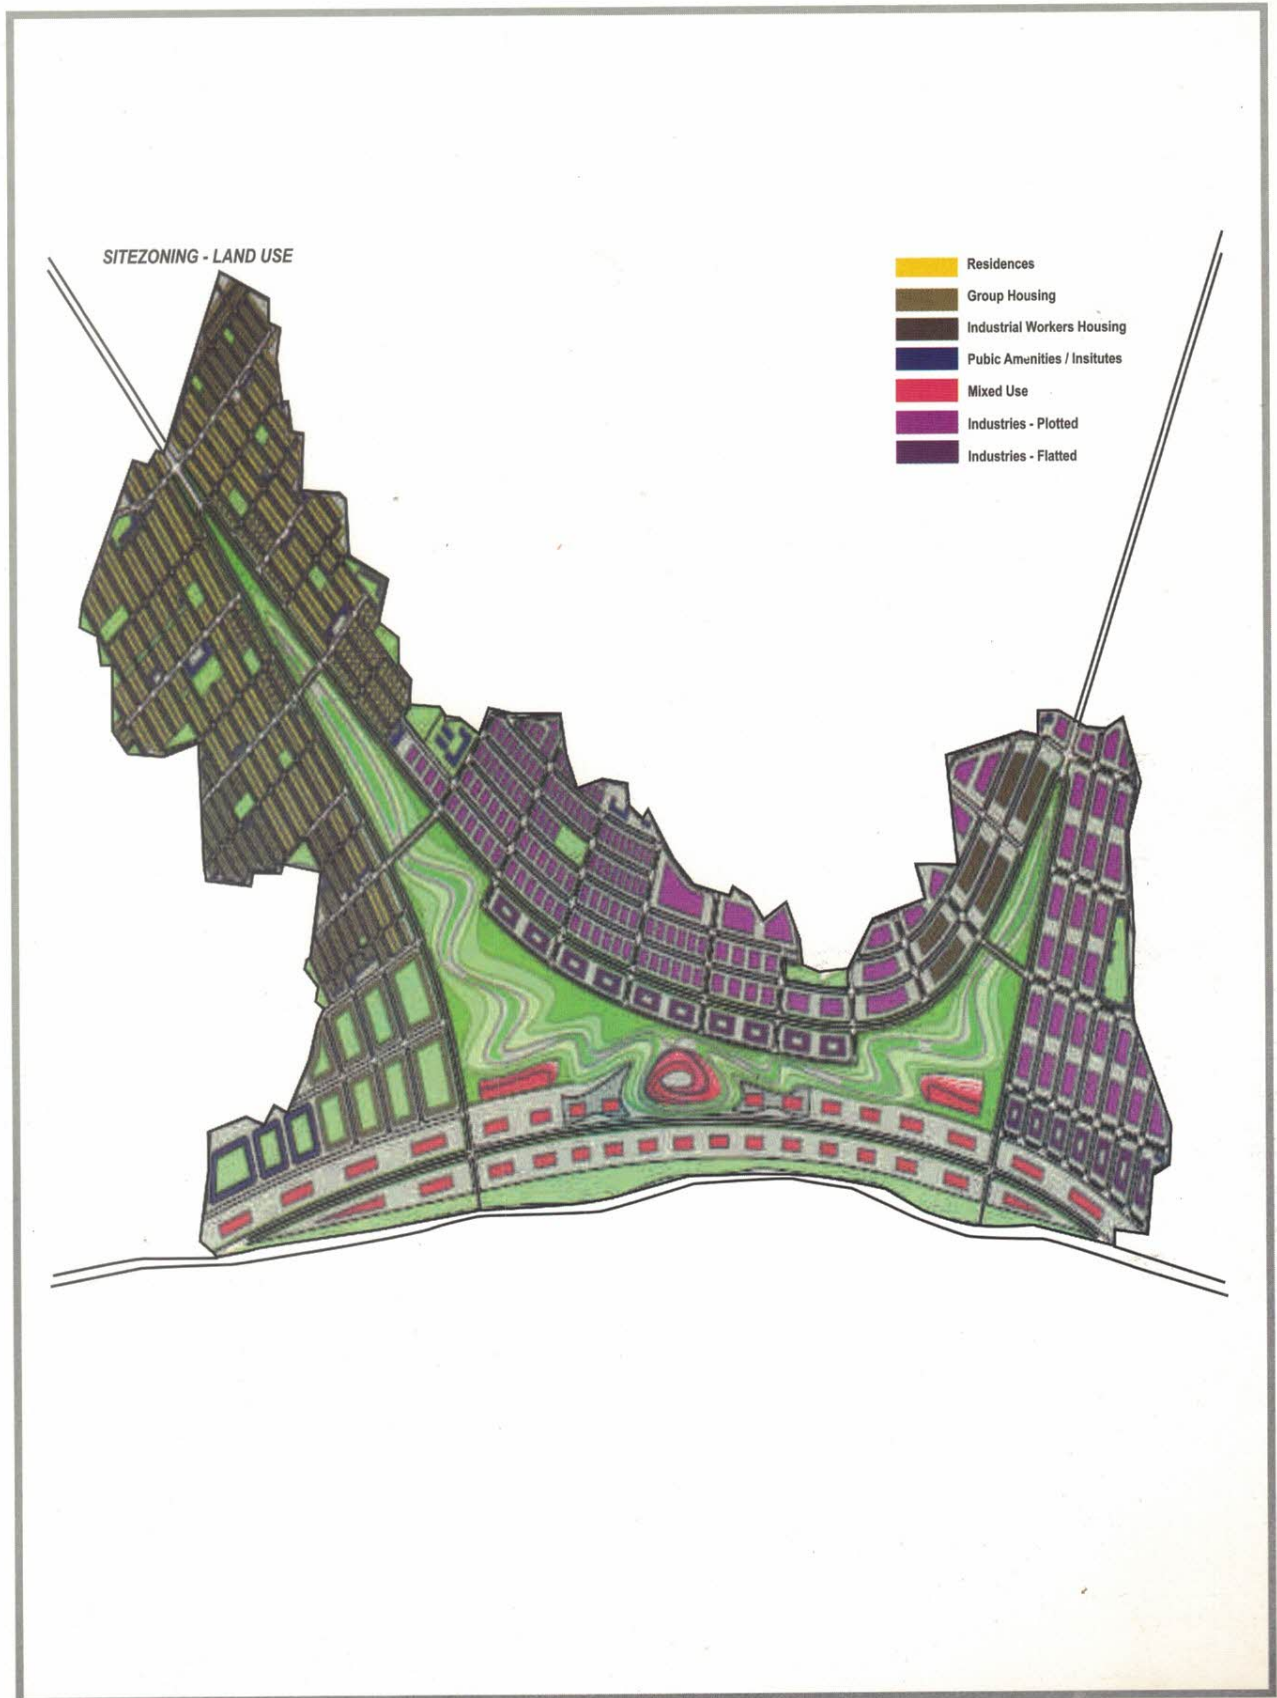 SITEZONING - LAND USE
Residences
Group Housing
Industrial Workers Housing
Pubic Amenities / Insitutes
Mixed Use
Industries - Plotted
Industries - Flatted